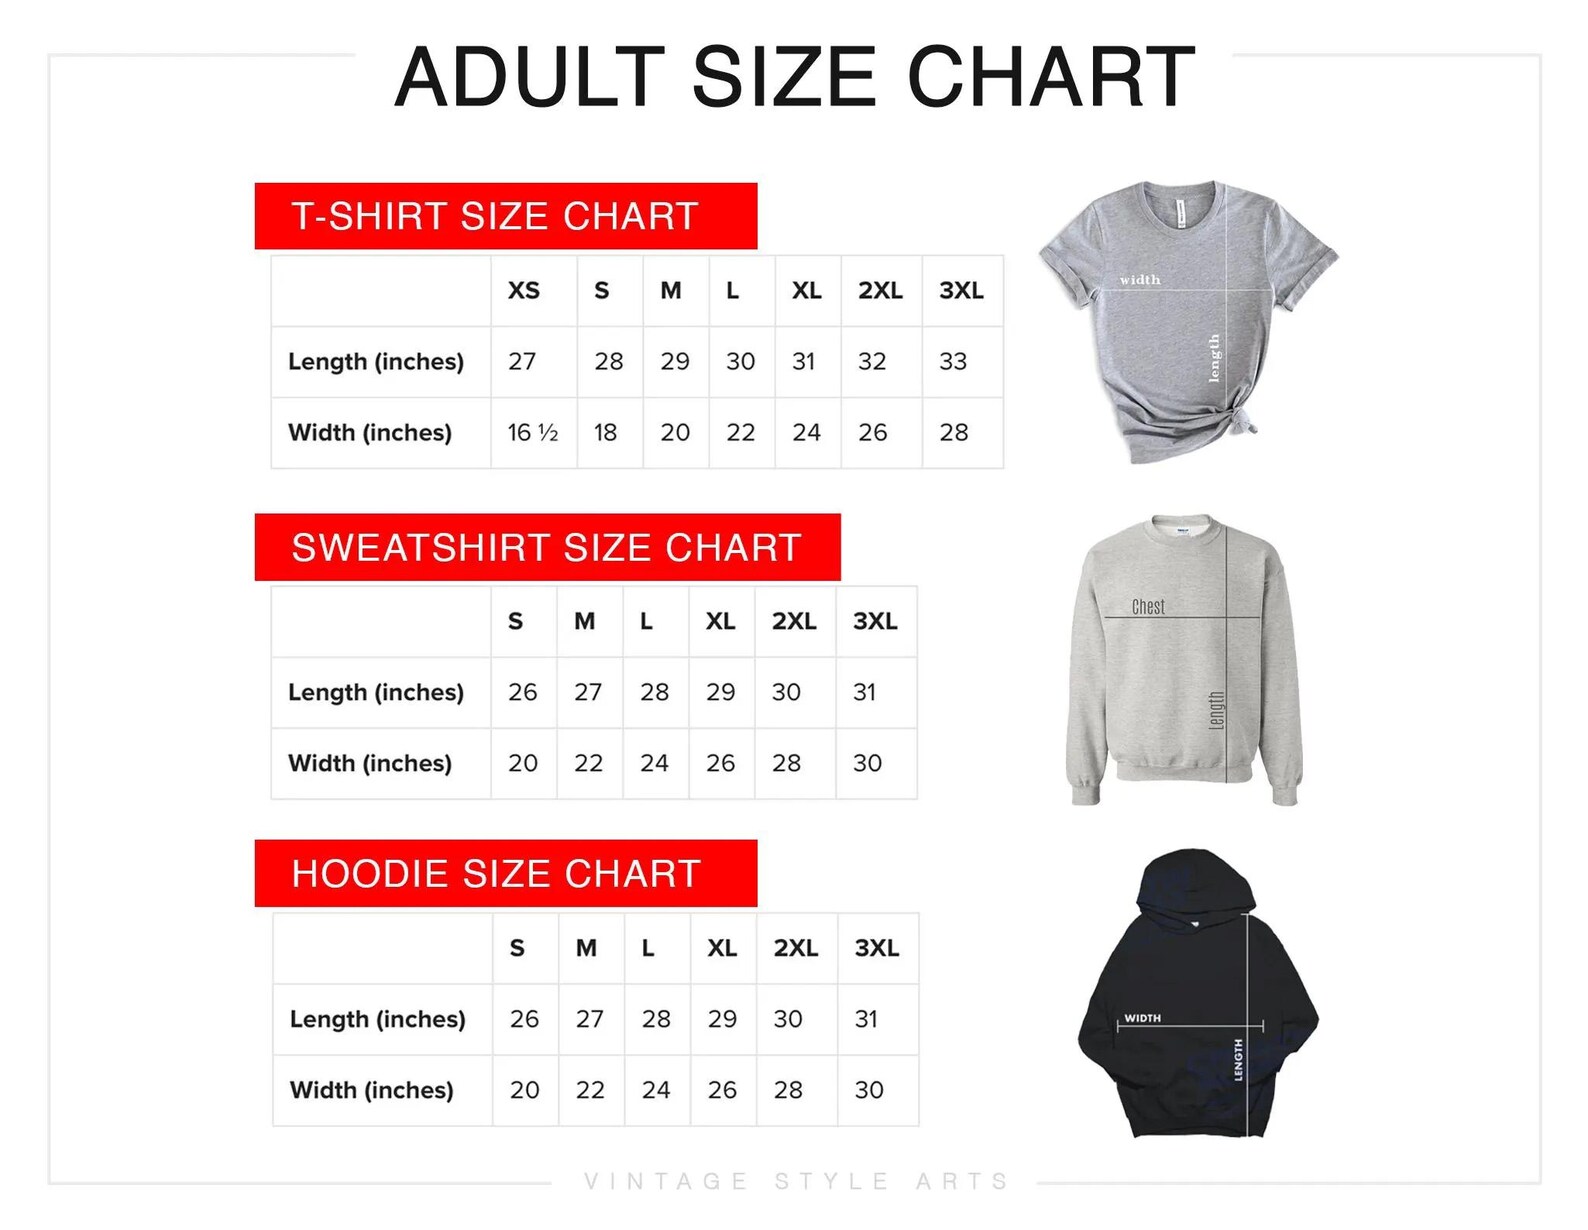 ADULT SIZE CHART
T-SHIRT SIZE CHART
XS S M L XL 2XL 3XL
Length (inches) 27 28 29 30 31 32 33
Width (inches) 16 ½ 18 20 22 24 26 28
width
length
SWEATSHIRT SIZE CHART
S M L XL 2XL 3XL
Length (inches) 26 27 28 29 30 31
Width (inches) 20 22 24 26 28 30
Chest
Length
HOODIE SIZE CHART
S M L XL 2XL 3XL
Length (inches) 26 27 28 29 30 31
Width (inches) 20 22 24 26 28 30
WIDTH
LENGTH
VINTAGE STYLE ARTS